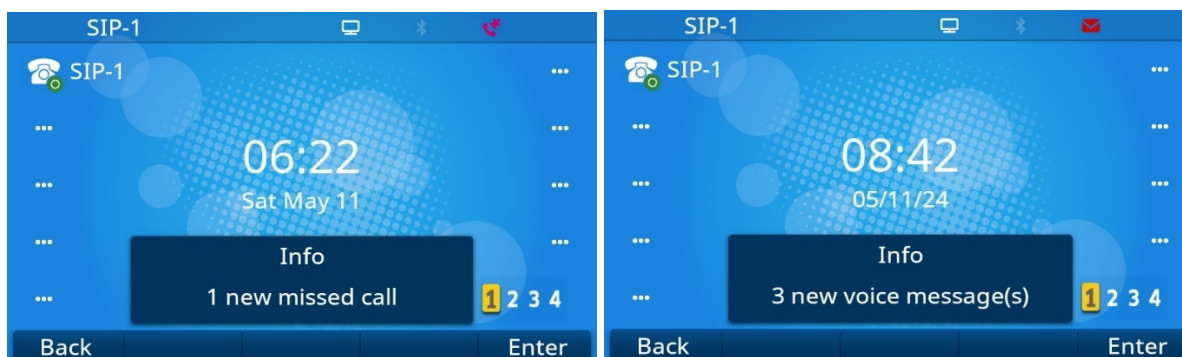 SIP-1
SIP-1
...
...
06:22
...
Sat May 11
...
...
...
...
Info
...
1 new missed call
1 2 3 4
Back
Enter
SIP-1
SIP-1
...
...
08:42
...
05/11/24
...
...
...
...
Info
...
3 new voice message(s)
1 2 3 4
Back
Enter